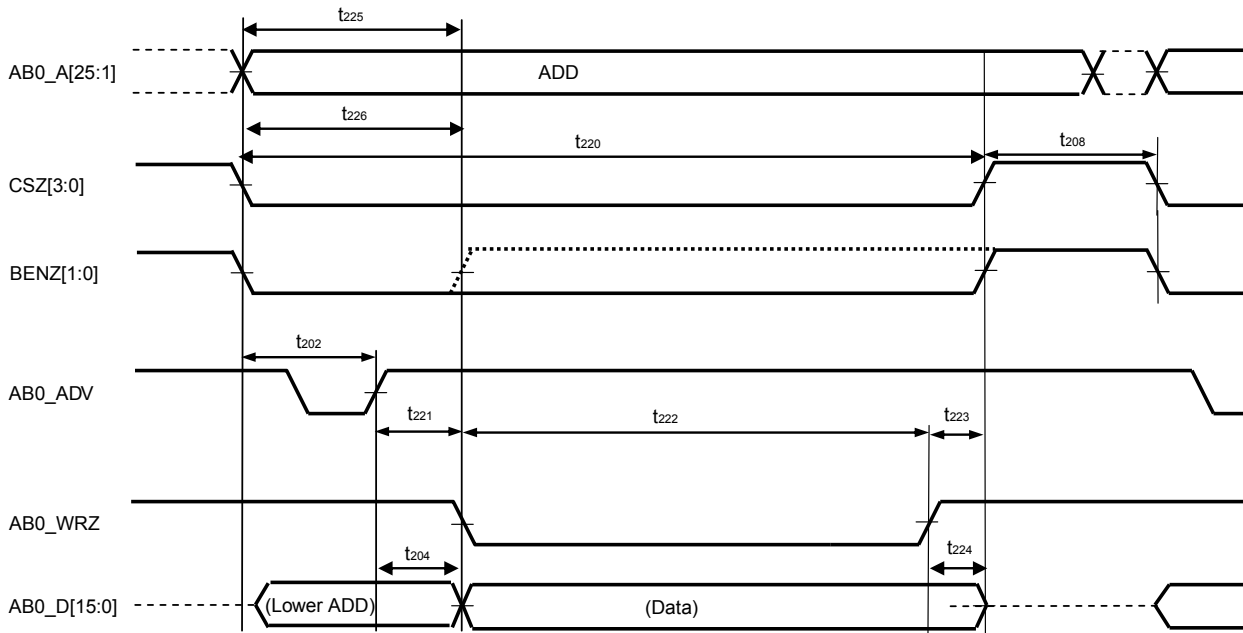 t225
AB0_A[25:1] ADD
t226
t220 t208
CSZ[3:0]
BENZ[1:0]
t202
AB0_ADV
t221 t222 t223
AB0_WRZ
t204 t224
AB0_D[15:0] (Lower ADD) (Data)